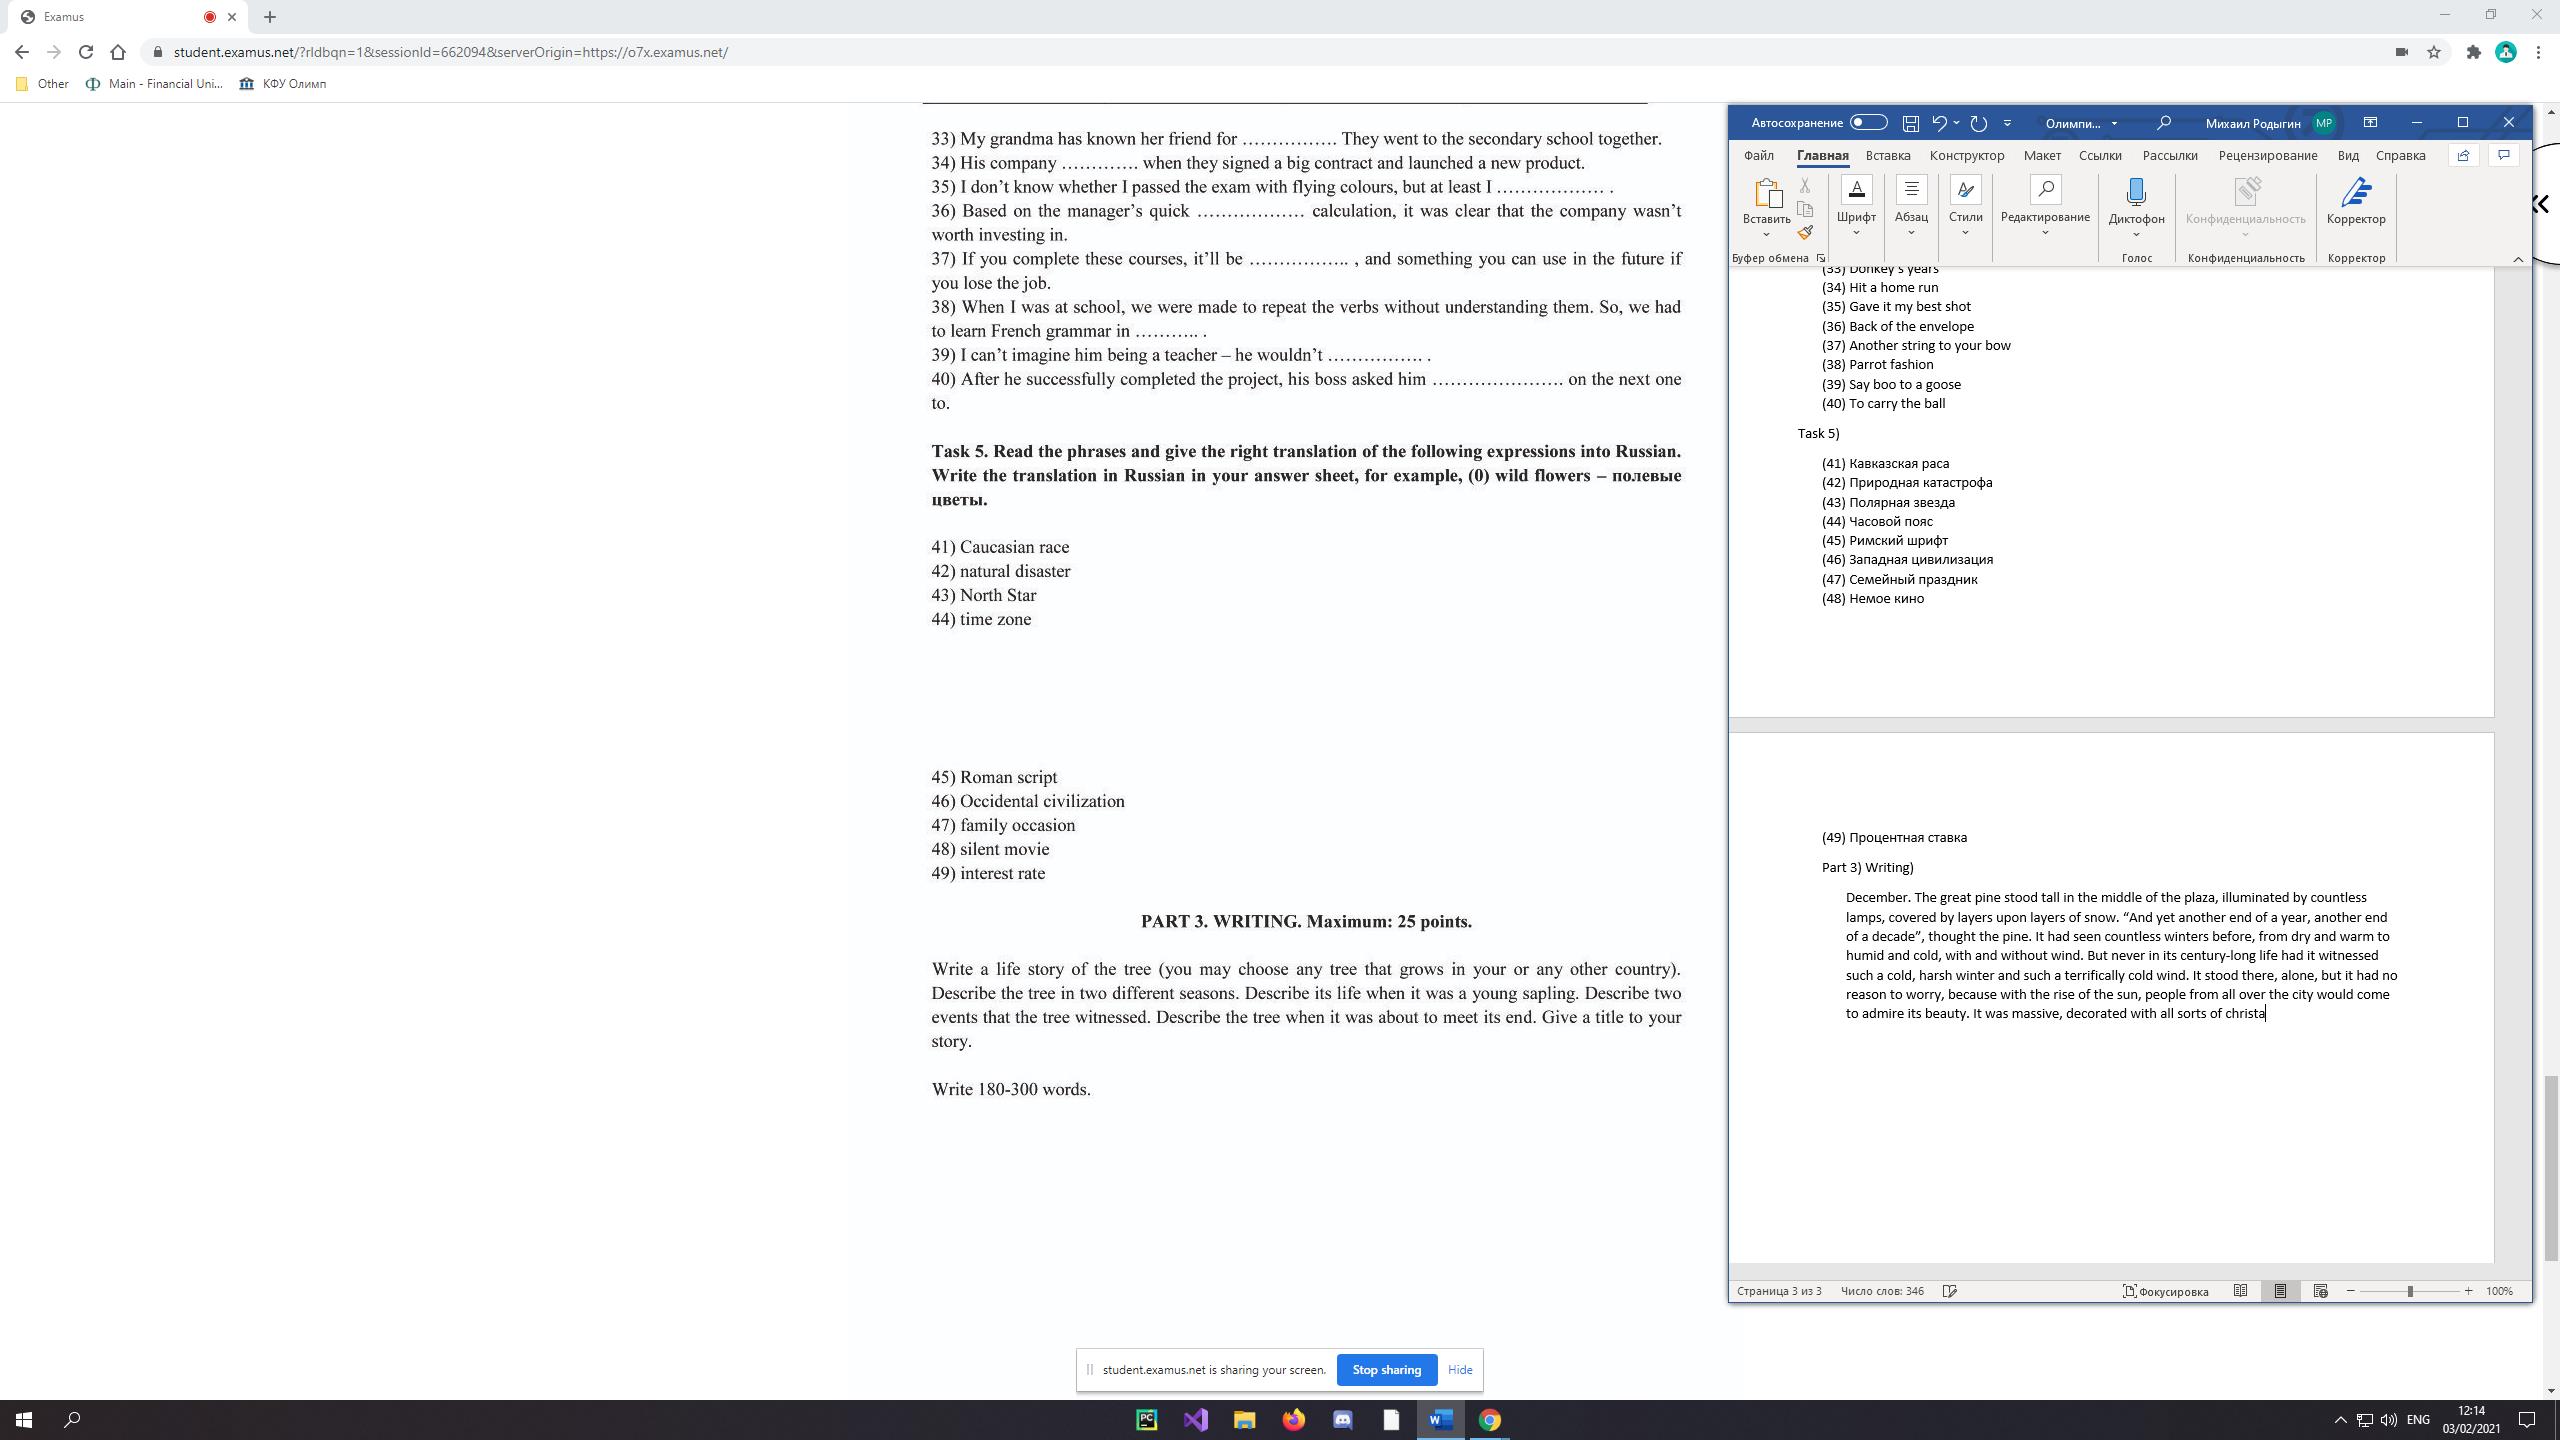 Examus
student.examus.net/?rldbqn=1&sessionId=662094&serverOrigin=https://o7x.examus.net/
Other
Main - Financial Uni...
КФУ Олимп
33) My grandma has known her friend for ……………. They went to the secondary school together.
34) His company …………. when they signed a big contract and launched a new product.
35) I don’t know whether I passed the exam with flying colours, but at least I ……………… .
36) Based on the manager’s quick ……………… calculation, it was clear that the company wasn’t
worth investing in.
37) If you complete these courses, it’ll be …………….. , and something you can use in the future if
you lose the job.
38) When I was at school, we were made to repeat the verbs without understanding them. So, we had
to learn French grammar in ……….. .
39) I can’t imagine him being a teacher – he wouldn’t ……………. .
40) After he successfully completed the project, his boss asked him …………………. on the next one
to.
Task 5. Read the phrases and give the right translation of the following expressions into Russian.
Write the translation in Russian in your answer sheet, for example, (0) wild flowers – полевые
цветы.
41) Caucasian race
42) natural disaster
43) North Star
44) time zone
45) Roman script
46) Occidental civilization
47) family occasion
48) silent movie
49) interest rate
PART 3. WRITING. Maximum: 25 points.
Write a life story of the tree (you may choose any tree that grows in your or any other country).
Describe the tree in two different seasons. Describe its life when it was a young sapling. Describe two
events that the tree witnessed. Describe the tree when it was about to meet its end. Give a title to your
story.
Write 180-300 words.
Автосохранение
Олимпи...
Михаил Родыгин
МР
Файл Главная Вставка Конструктор Макет Ссылки Рассылки Рецензирование Вид Справка
Вставить Шрифт Абзац Стили Редактирование Диктофон Конфиденциальность Корректор
Буфер обмена Голос Конфиденциальность Корректор
(33) Donkey's years
(34) Hit a home run
(35) Gave it my best shot
(36) Back of the envelope
(37) Another string to your bow
(38) Parrot fashion
(39) Say boo to a goose
(40) To carry the ball
Task 5)
(41) Кавказская раса
(42) Природная катастрофа
(43) Полярная звезда
(44) Часовой пояс
(45) Римский шрифт
(46) Западная цивилизация
(47) Семейный праздник
(48) Немое кино
(49) Процентная ставка
Part 3) Writing)
December. The great pine stood tall in the middle of the plaza, illuminated by countless
lamps, covered by layers upon layers of snow. “And yet another end of a year, another end
of a decade”, thought the pine. It had seen countless winters before, from dry and warm to
humid and cold, with and without wind. But never in its century-long life had it witnessed
such a cold, harsh winter and such a terrifically cold wind. It stood there, alone, but it had no
reason to worry, because with the rise of the sun, people from all over the city would come
to admire its beauty. It was massive, decorated with all sorts of christa
Страница 3 из 3 Число слов: 346 Фокусировка 100%
student.examus.net is sharing your screen. Stop sharing Hide
PC
W
ENG
12:14
03/02/2021